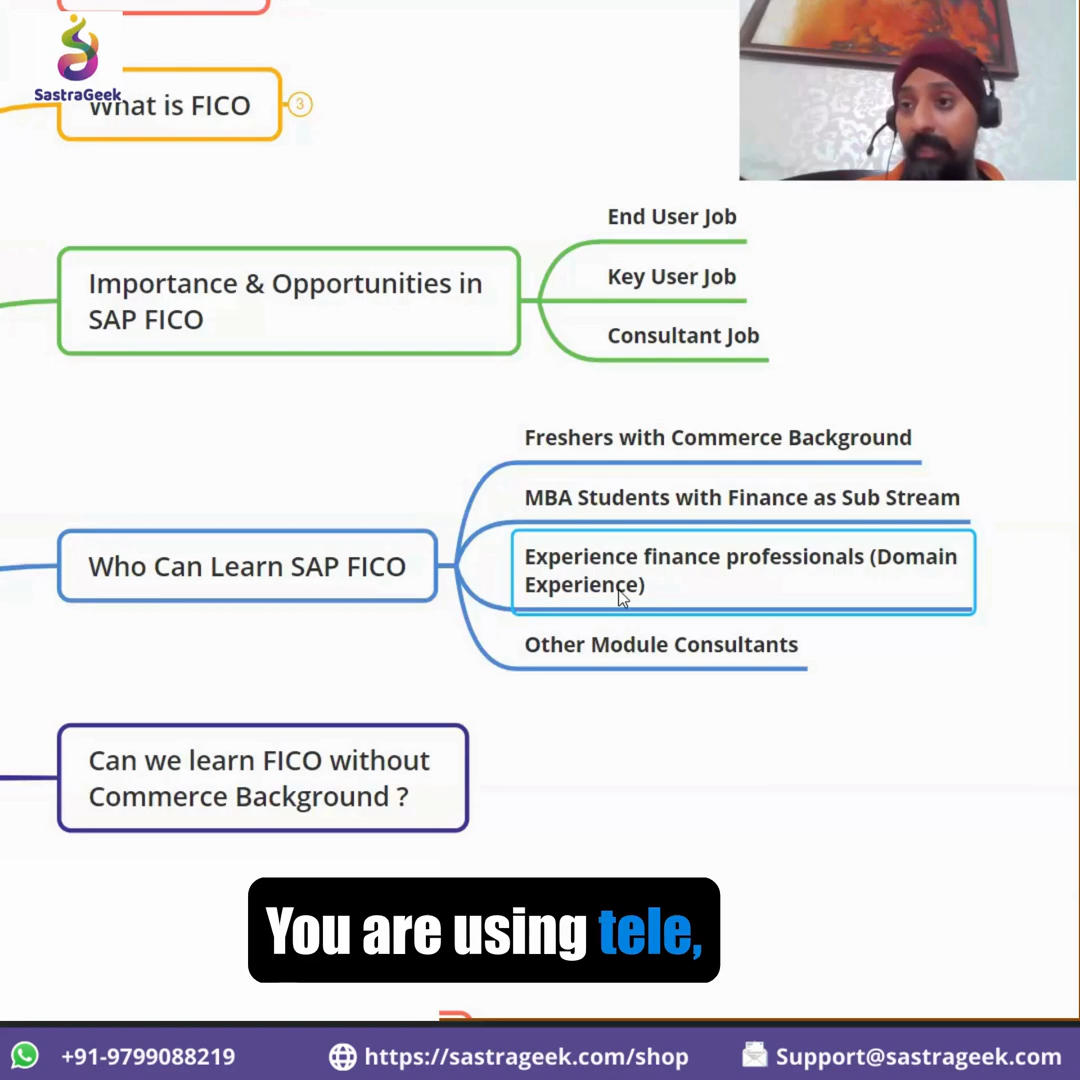 SastraGeek
What is FICO
3
Importance & Opportunities in
SAP FICO
End User Job
Key User Job
Consultant Job
Who Can Learn SAP FICO
Freshers with Commerce Background
MBA Students with Finance as Sub Stream
Experience finance professionals (Domain
Experience)
Other Module Consultants
Can we learn FICO without
Commerce Background ?
You are using tele,
+91-9799088219
https://sastrageek.com/shop
Support@sastrageek.com